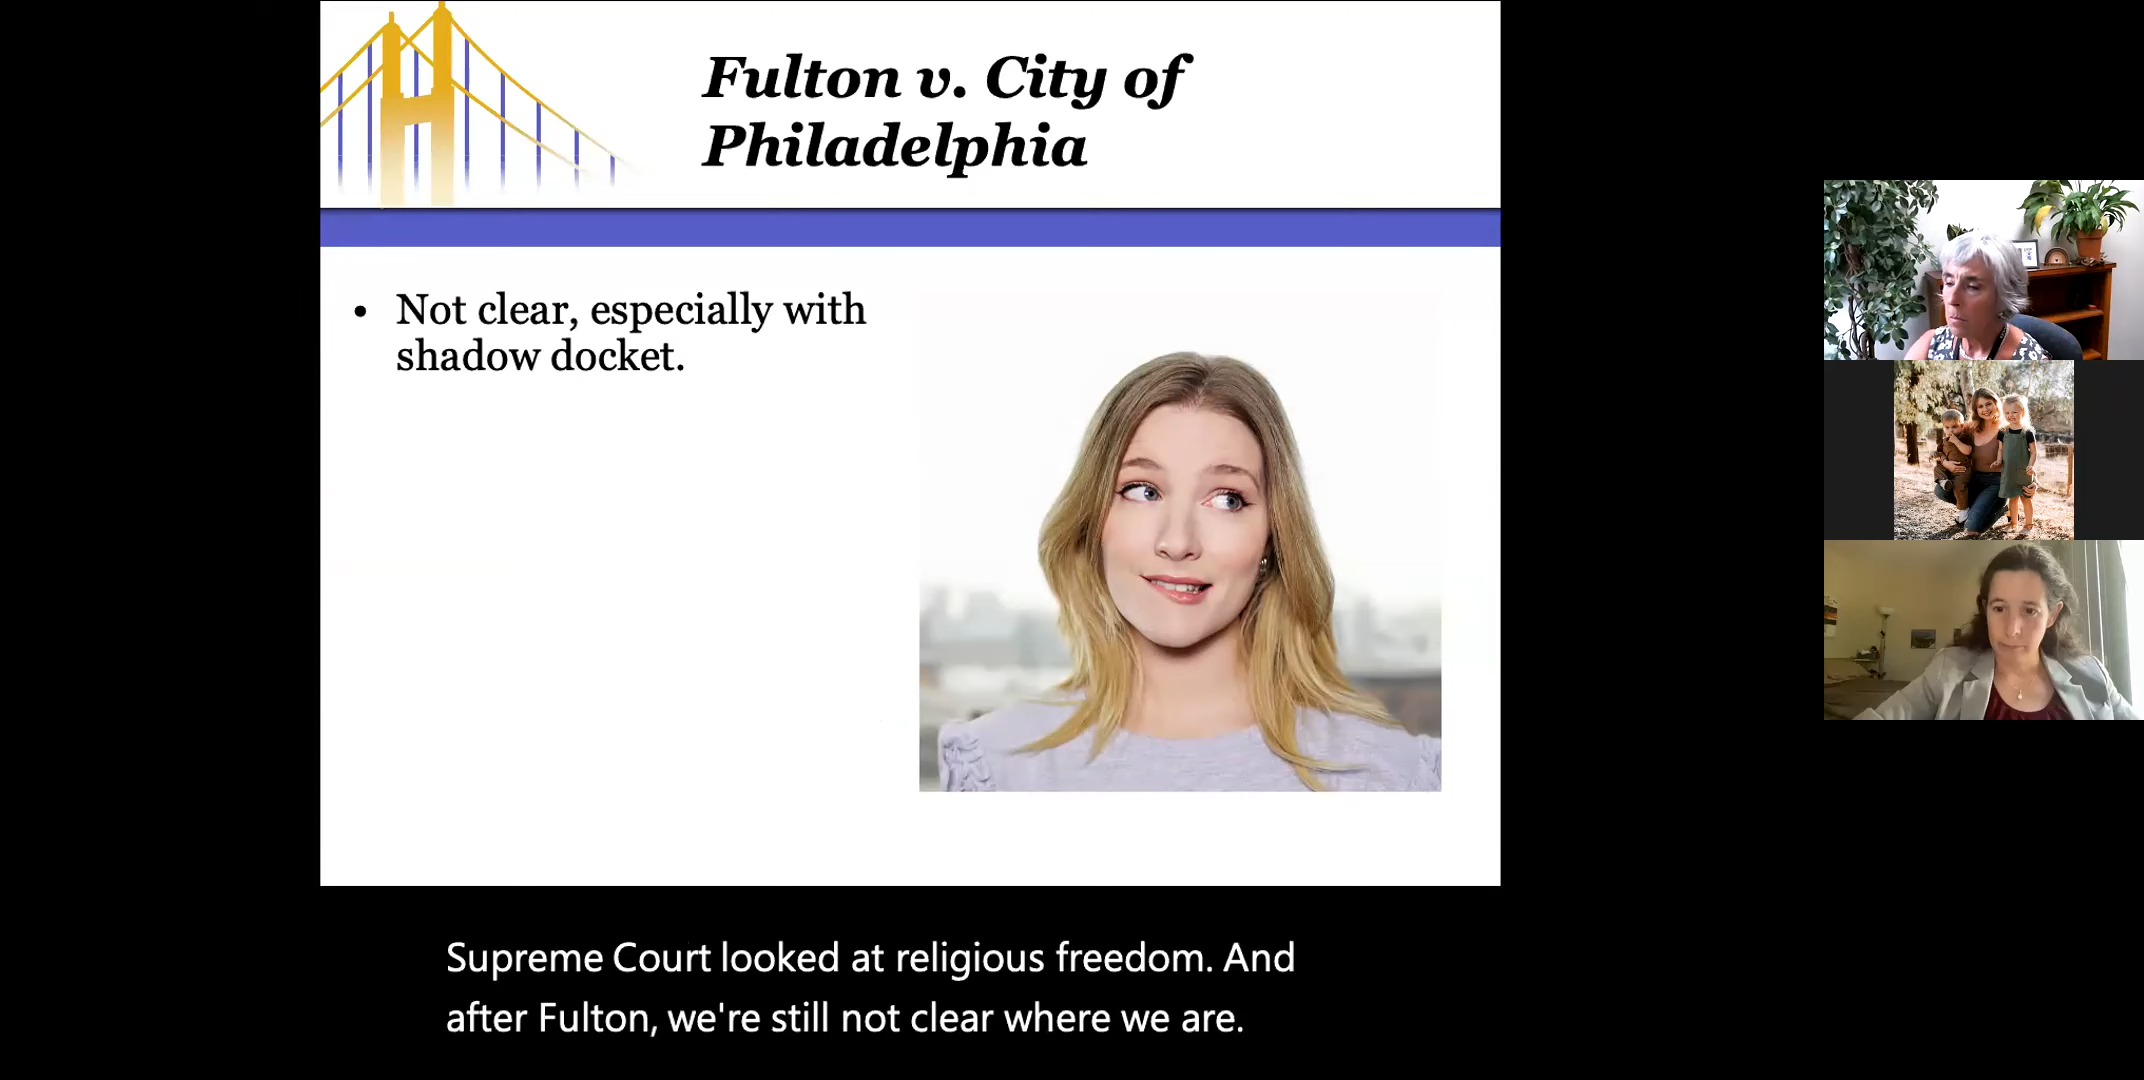 Fulton v. City of
Philadelphia
• Not clear, especially with
shadow docket.
Supreme Court looked at religious freedom. And
after Fulton, we're still not clear where we are.